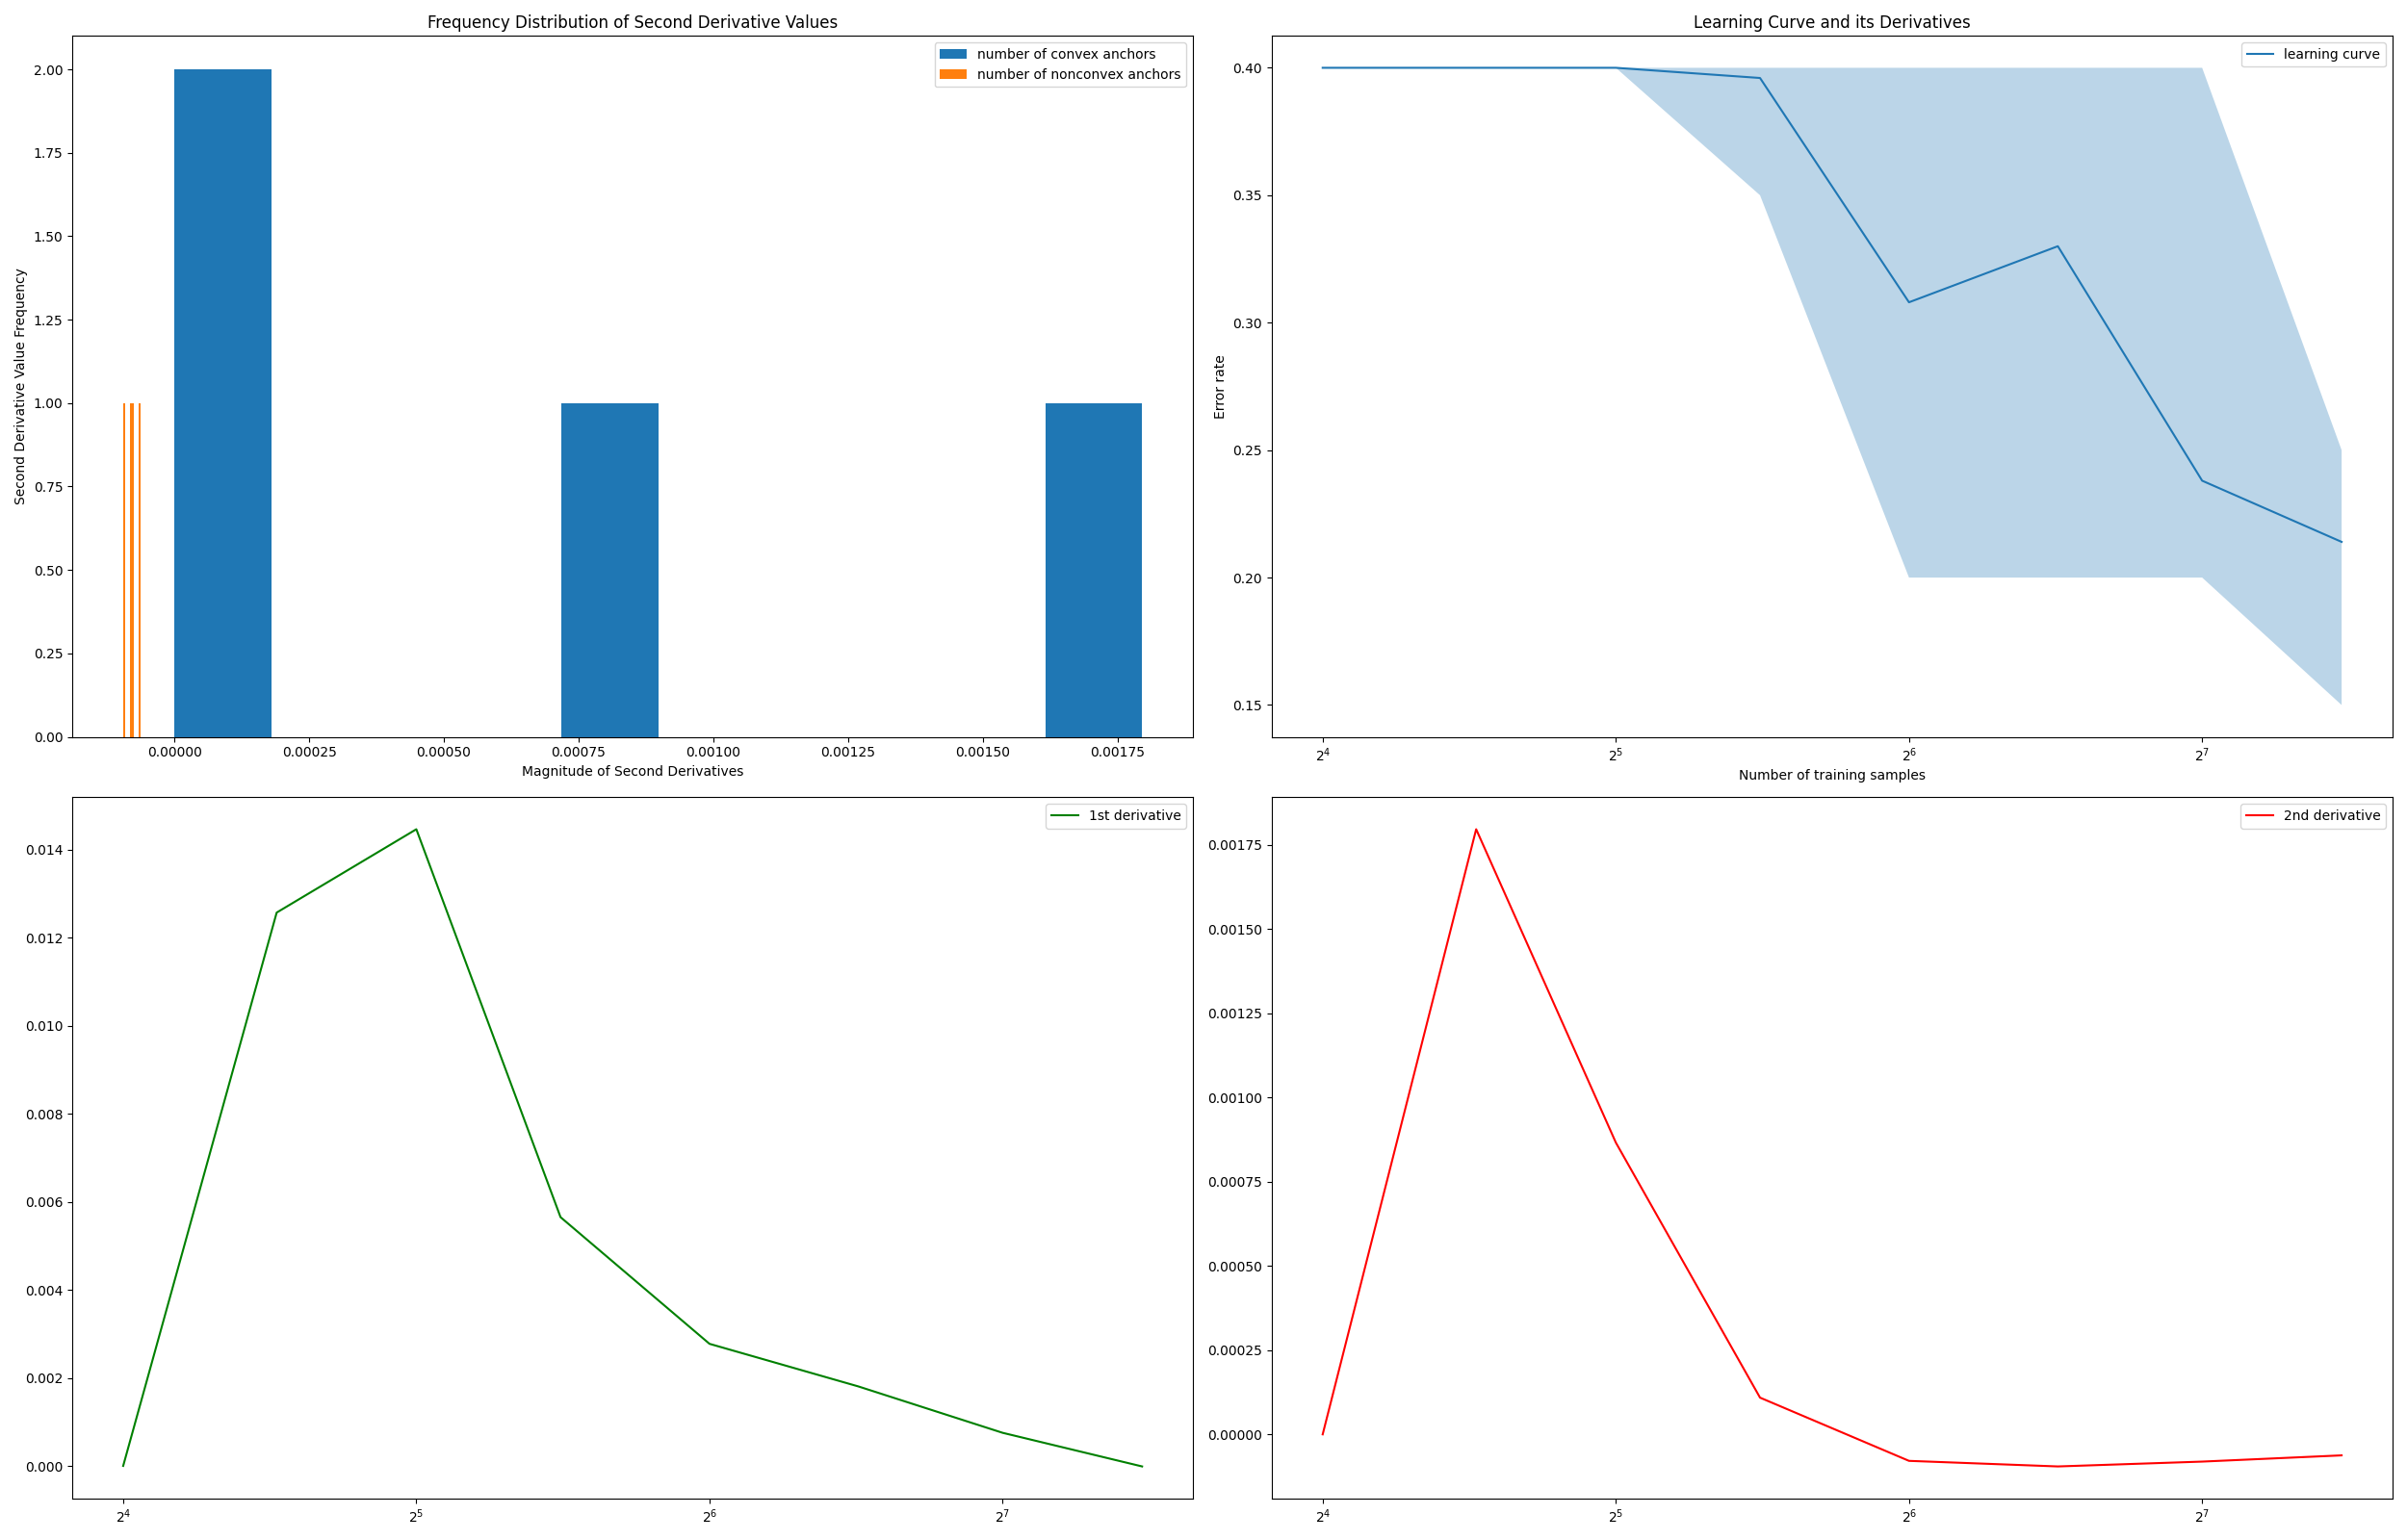 Frequency Distribution of Second Derivative Values
number of convex anchors
number of nonconvex anchors
2.00
1.75
1.50
1.25
1.00
0.75
0.50
0.25
0.00
Second Derivative Value Frequency
0.00000 0.00025 0.00050 0.00075 0.00100 0.00125 0.00150 0.00175
Magnitude of Second Derivatives
Learning Curve and its Derivatives
learning curve
0.40
0.35
0.30
0.25
0.20
0.15
Error rate
2⁴ 2⁵ 2⁶ 2⁷
Number of training samples
1st derivative
0.014
0.012
0.010
0.008
0.006
0.004
0.002
0.000
2⁴ 2⁵ 2⁶ 2⁷
2nd derivative
0.00175
0.00150
0.00125
0.00100
0.00075
0.00050
0.00025
0.00000
2⁴ 2⁵ 2⁶ 2⁷